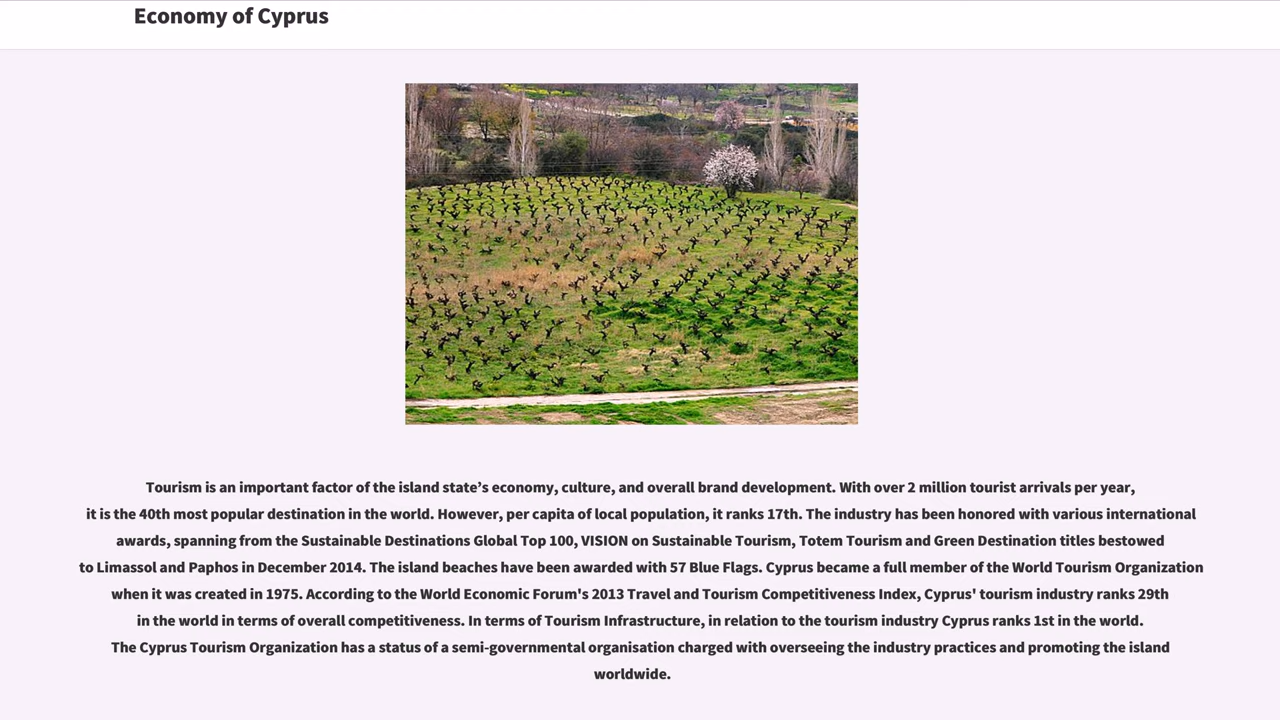 Economy of Cyprus
Tourism is an important factor of the island state’s economy, culture, and overall brand development. With over 2 million tourist arrivals per year,
it is the 40th most popular destination in the world. However, per capita of local population, it ranks 17th. The industry has been honored with various international
awards, spanning from the Sustainable Destinations Global Top 100, VISION on Sustainable Tourism, Totem Tourism and Green Destination titles bestowed
to Limassol and Paphos in December 2014. The island beaches have been awarded with 57 Blue Flags. Cyprus became a full member of the World Tourism Organization
when it was created in 1975. According to the World Economic Forum's 2013 Travel and Tourism Competitiveness Index, Cyprus' tourism industry ranks 29th
in the world in terms of overall competitiveness. In terms of Tourism Infrastructure, in relation to the tourism industry Cyprus ranks 1st in the world.
The Cyprus Tourism Organization has a status of a semi-governmental organisation charged with overseeing the industry practices and promoting the island
worldwide.